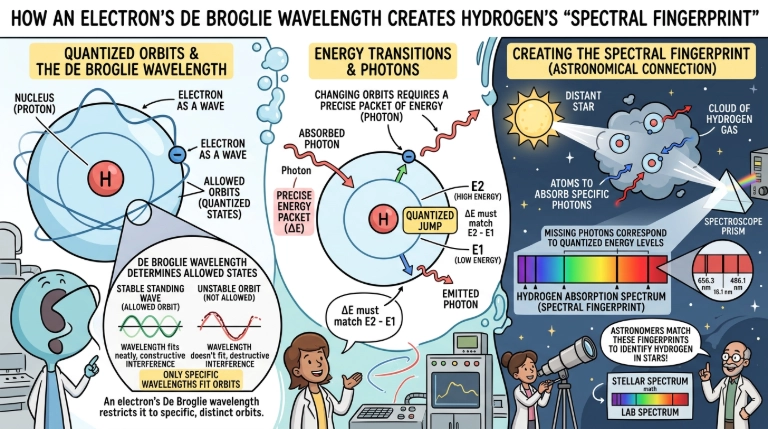 HOW AN ELECTRON'S DE BROGLIE WAVELENGTH CREATES HYDROGEN'S "SPECTRAL FINGERPRINT"
QUANTIZED ORBITS &
THE DE BROGLIE WAVELENGTH
NUCLEUS
(PROTON)
ELECTRON
AS A WAVE
ELECTRON
AS A WAVE
ALLOWED
ORBITS
(QUANTIZED
STATES)
H
DE BROGLIE WAVELENGTH
DETERMINES ALLOWED STATES
STABLE STANDING
WAVE
(ALLOWED ORBIT)
UNSTABLE ORBIT
(NOT ALLOWED)
WAVELENGTH fits
neatly, constructive
INTERFERENCE
WAVELENGTH
doesn't fit, destructive
INTERFERENCE
ONLY SPECIFIC
WAVELENGTHS FIT ORBITS
An electron's De Broglie wavelength
restricts it to specific, distinct orbits.
ENERGY TRANSITIONS
& PHOTONS
CHANGING ORBITS REQUIRES A
PRECISE PACKET OF ENERGY
(PHOTON)
ABSORBED
PHOTON
Photon
PRECISE
ENERGY
PACKET (ΔE)
H
QUANTIZED
JUMP
E2
(HIGH ENERGY)
ΔE must
match
E2 - E1
E1
(LOW ENERGY)
EMITTED
PHOTON
ΔE must
match E2 - E1
CREATING THE SPECTRAL FINGERPRINT
(ASTRONOMICAL CONNECTION)
DISTANT
STAR
CLOUD OF
HYDROGEN
GAS
ATOMS TO
ABSORB SPECIFIC
PHOTONS
SPECTROSCOPE
PRISM
MISSING PHOTONS CORRESPOND
TO QUANTIZED ENERGY LEVELS
HYDROGEN ABSORPTION SPECTRUM
(SPECTRAL FINGERPRINT)
656.3
nm
486.1
nm
16.1 nm
ASTRONOMERS MATCH
THESE FINGERPRINTS
TO IDENTIFY HYDROGEN
IN STARS!
STELLAR SPECTRUM
math
LAB SPECTRUM